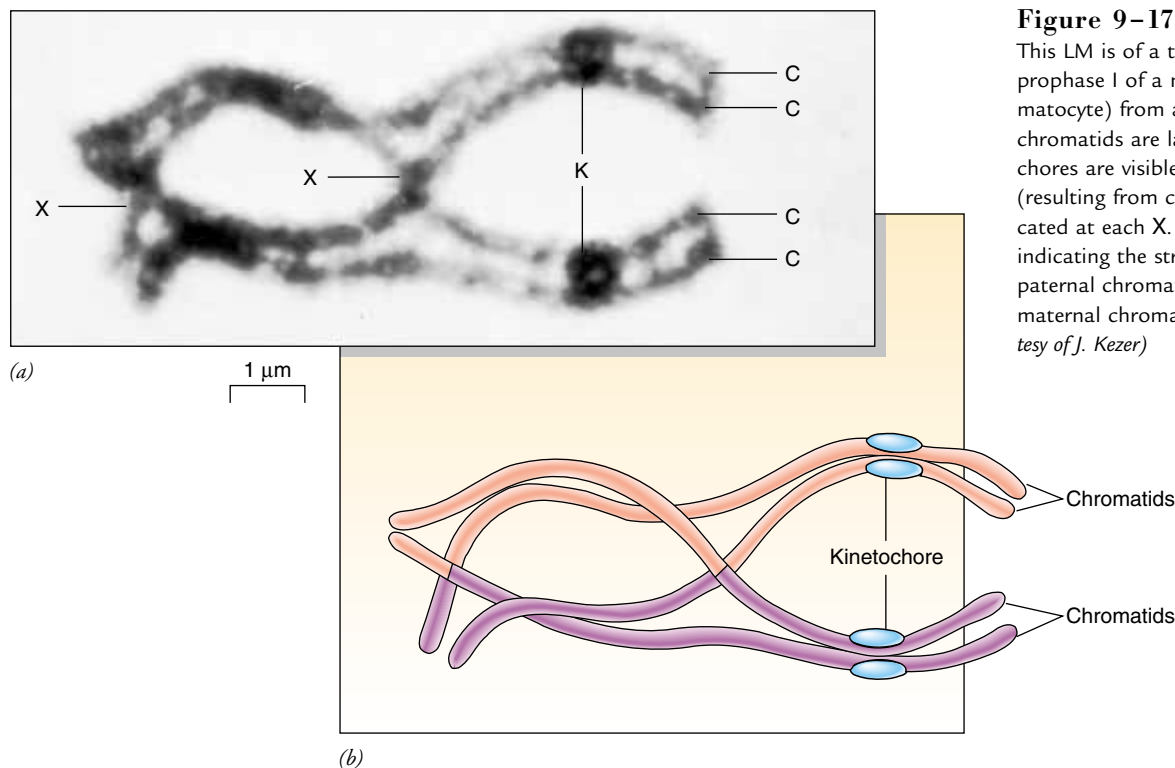 Figure 9–17
This LM is of a t
prophase I of a
matocyte) from a
chromatids are la
chores are visible
(resulting from c
cated at each X.
indicating the str
paternal chroma
maternal chroma
tesy of J. Kezer)
C
C
X
K
X
C
C
(a)
1 μm
Chromatids
Kinetochore
Chromatids
(b)